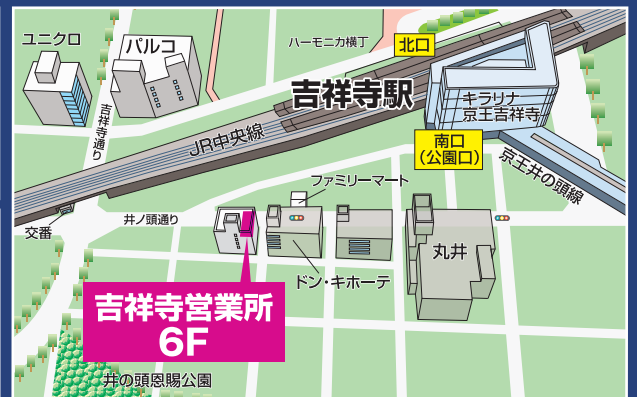 ユニクロ
パルコ
ハーモニカ横丁
北口
吉祥寺駅
キラリナ
京王吉祥寺
吉祥寺通り
JR中央線
南口
(公園口)
京王井の頭線
ファミリーマート
交番
井ノ頭通り
丸井
ドン・キホーテ
吉祥寺営業所
6F
井の頭恩賜公園